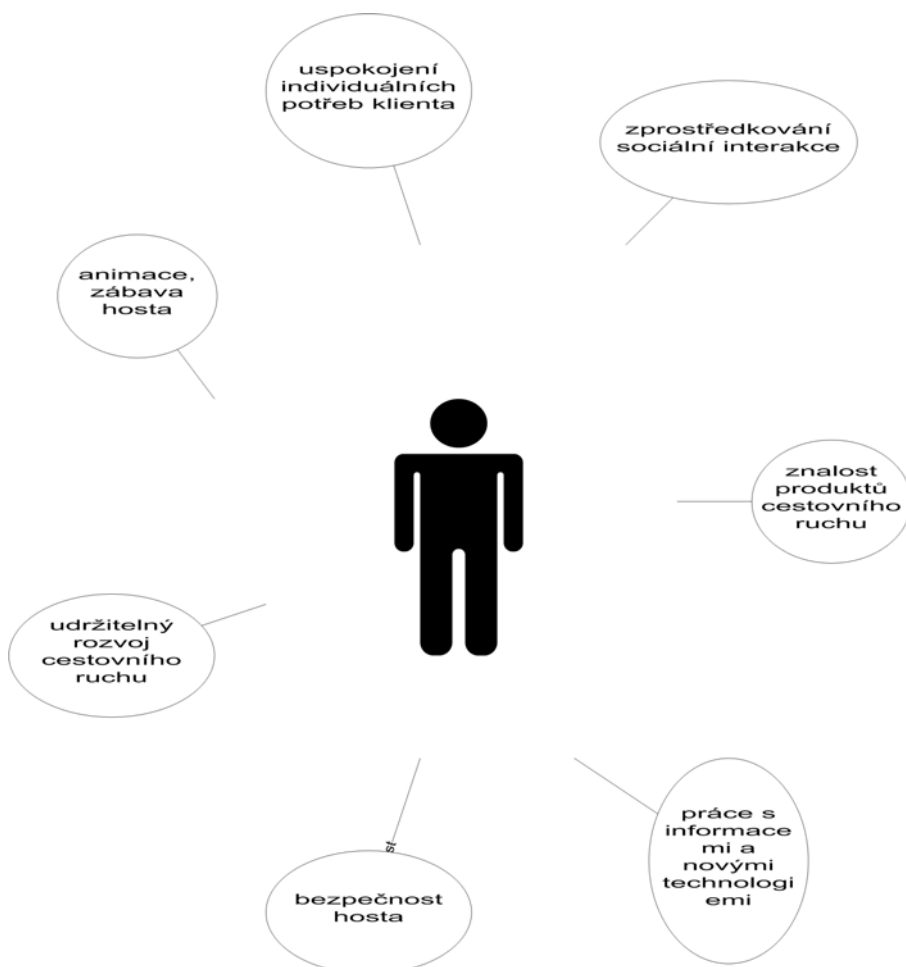 uspokojení
individuálních
potřeb klienta
zprostředkování
sociální interakce
animace,
zábava
hosta
znalost
produktů
cestovního
ruchu
udržitelný
rozvoj
cestovního
ruchu
práce s
informace
mi a
novými
technologi
emi
st
bezpečnost
hosta